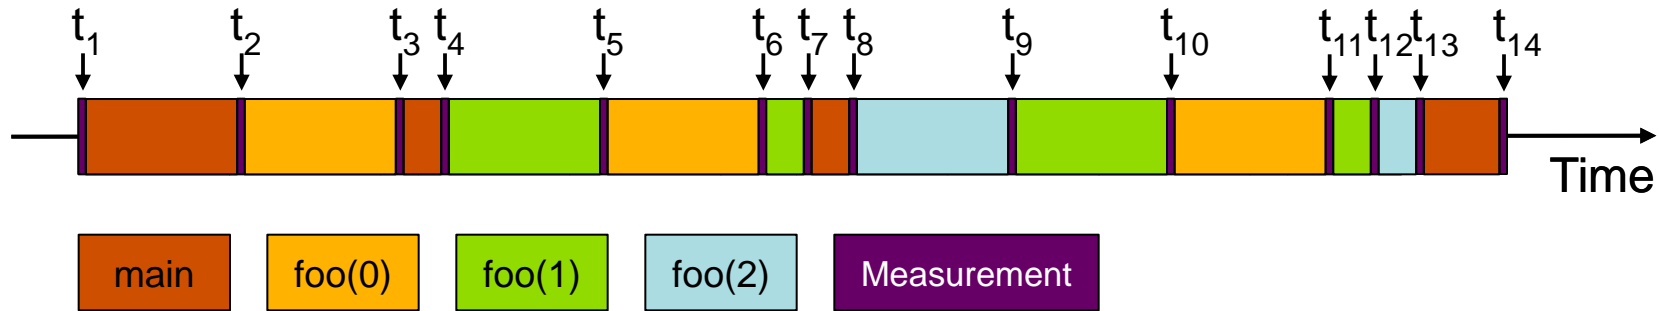 t1 t2 t3 t4 t5 t6 t7 t8 t9 t10 t11 t12 t13 t14
Time
main foo(0) foo(1) foo(2) Measurement